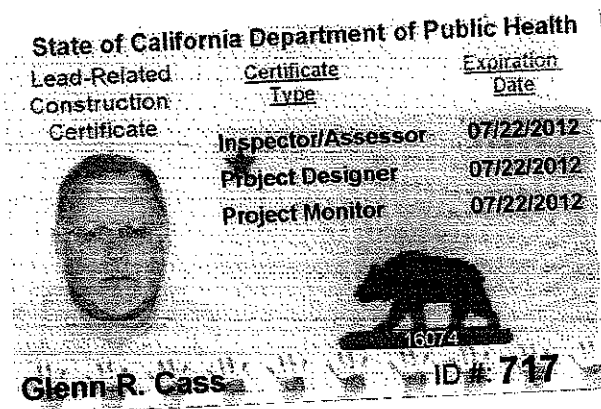 State of California Department of Public Health
Lead-Related
Construction
Certificate
Certificate
Type
Expiration
Date
Inspector/Assessor 07/22/2012
Project Designer 07/22/2012
Project Monitor 07/22/2012
16074
Glenn R. Cass ID #: 717